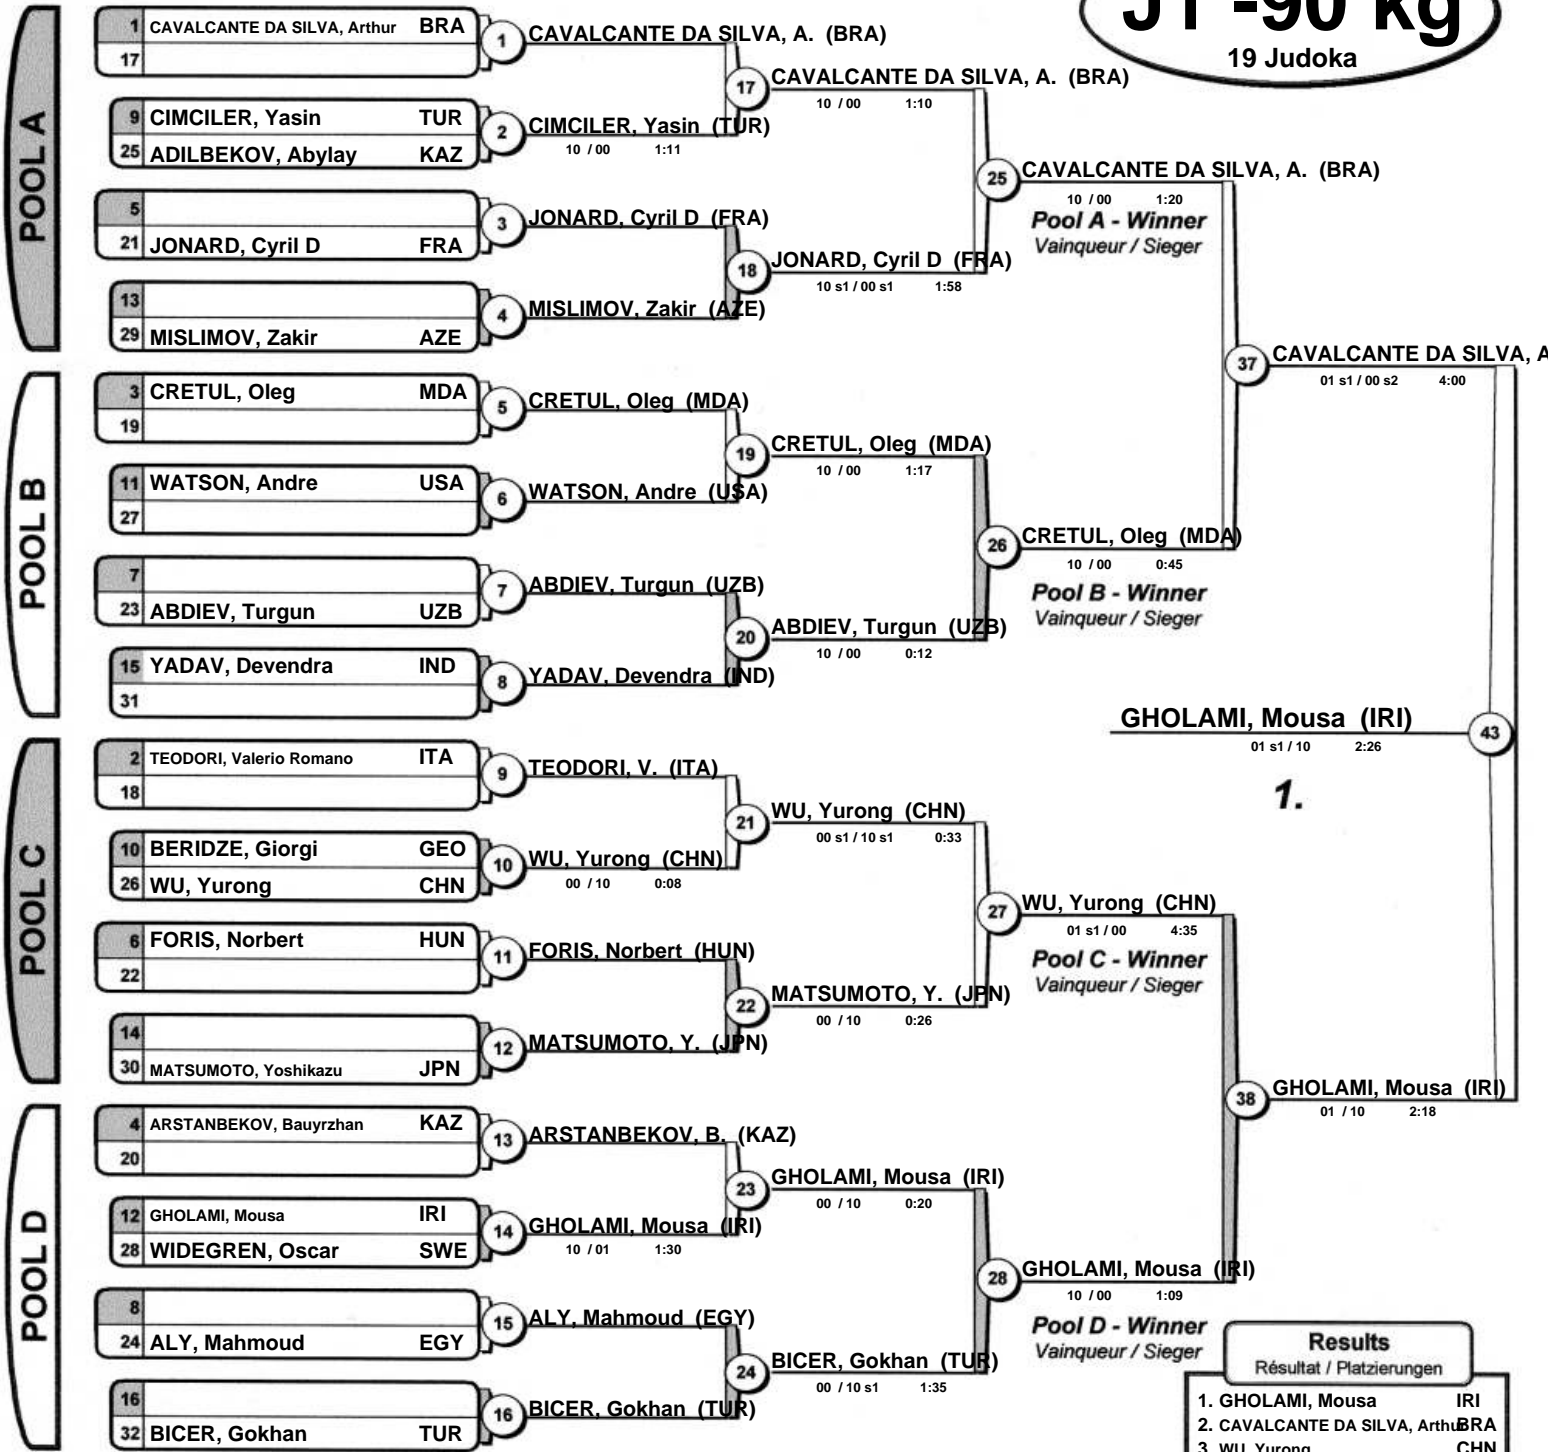 J1 -90 kg
19 Judoka
POOL A
1 CAVALCANTE DA SILVA, Arthur BRA
17
9 CIMCILER, Yasin TUR
25 ADILBEKOV, Abylay KAZ
5
21 JONARD, Cyril D FRA
13
29 MISLIMOV, Zakir AZE
POOL B
3 CRETUL, Oleg MDA
19
11 WATSON, Andre USA
27
7
23 ABDIEV, Turgun UZB
15 YADAV, Devendra IND
31
POOL C
2 TEODORI, Valerio Romano ITA
18
10 BERIDZE, Giorgi GEO
26 WU, Yurong CHN
6 FORIS, Norbert HUN
22
14
30 MATSUMOTO, Yoshikazu JPN
POOL D
4 ARSTANBEKOV, Bauyrzhan KAZ
20
12 GHOLAMI, Mousa IRI
28 WIDEGREN, Oscar SWE
8
24 ALY, Mahmoud EGY
16
32 BICER, Gokhan TUR
1 CAVALCANTE DA SILVA, A. (BRA)
2 CIMCILER, Yasin (TUR)
10 / 00 1:11
3 JONARD, Cyril D (FRA)
4 MISLIMOV, Zakir (AZE)
5 CRETUL, Oleg (MDA)
6 WATSON, Andre (USA)
7 ABDIEV, Turgun (UZB)
8 YADAV, Devendra (IND)
9 TEODORI, V. (ITA)
10 WU, Yurong (CHN)
00 / 10 0:08
11 FORIS, Norbert (HUN)
12 MATSUMOTO, Y. (JPN)
13 ARSTANBEKOV, B. (KAZ)
14 GHOLAMI, Mousa (IRI)
10 / 01 1:30
15 ALY, Mahmoud (EGY)
16 BICER, Gokhan (TUR)
17 CAVALCANTE DA SILVA, A. (BRA)
10 / 00 1:10
18 JONARD, Cyril D (FRA)
10 s1 / 00 s1 1:58
19 CRETUL, Oleg (MDA)
10 / 00 1:17
20 ABDIEV, Turgun (UZB)
10 / 00 0:12
21 WU, Yurong (CHN)
00 s1 / 10 s1 0:33
22 MATSUMOTO, Y. (JPN)
00 / 10 0:26
23 GHOLAMI, Mousa (IRI)
00 / 10 0:20
24 BICER, Gokhan (TUR)
00 / 10 s1 1:35
25 CAVALCANTE DA SILVA, A. (BRA)
10 / 00 1:20
Pool A - Winner
Vainqueur / Sieger
26 CRETUL, Oleg (MDA)
10 / 00 0:45
Pool B - Winner
Vainqueur / Sieger
27 WU, Yurong (CHN)
01 s1 / 00 4:35
Pool C - Winner
Vainqueur / Sieger
28 GHOLAMI, Mousa (IRI)
10 / 00 1:09
Pool D - Winner
Vainqueur / Sieger
37 CAVALCANTE DA SILVA, A
01 s1 / 00 s2 4:00
38 GHOLAMI, Mousa (IRI)
01 / 10 2:18
GHOLAMI, Mousa (IRI) 43
01 s1 / 10 2:26
1.
Results
Résultat / Platzierungen
1. GHOLAMI, Mousa IRI
2. CAVALCANTE DA SILVA, Arthur BRA
3. WU, Yurong CHN